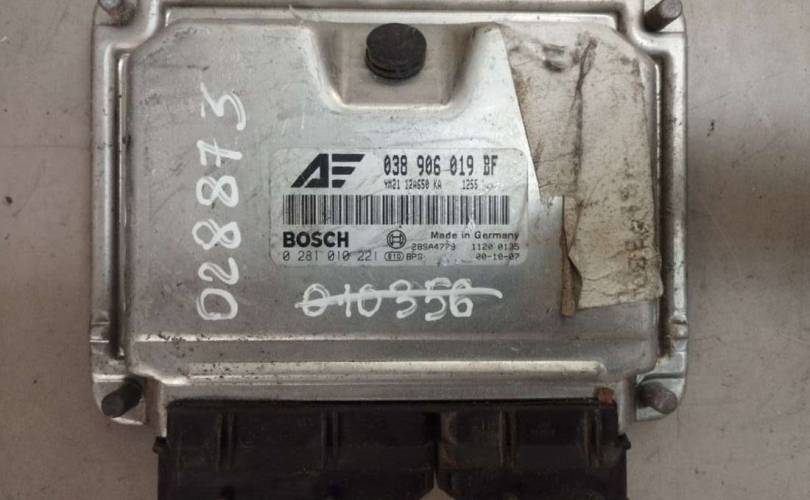 028873
AF
038 906 019 BF
YM21 12A650 KA 1255
BOSCH
Made in Germany
28SA4779 1120 0135
0 281 010 221 BPS 00-10-07
010356